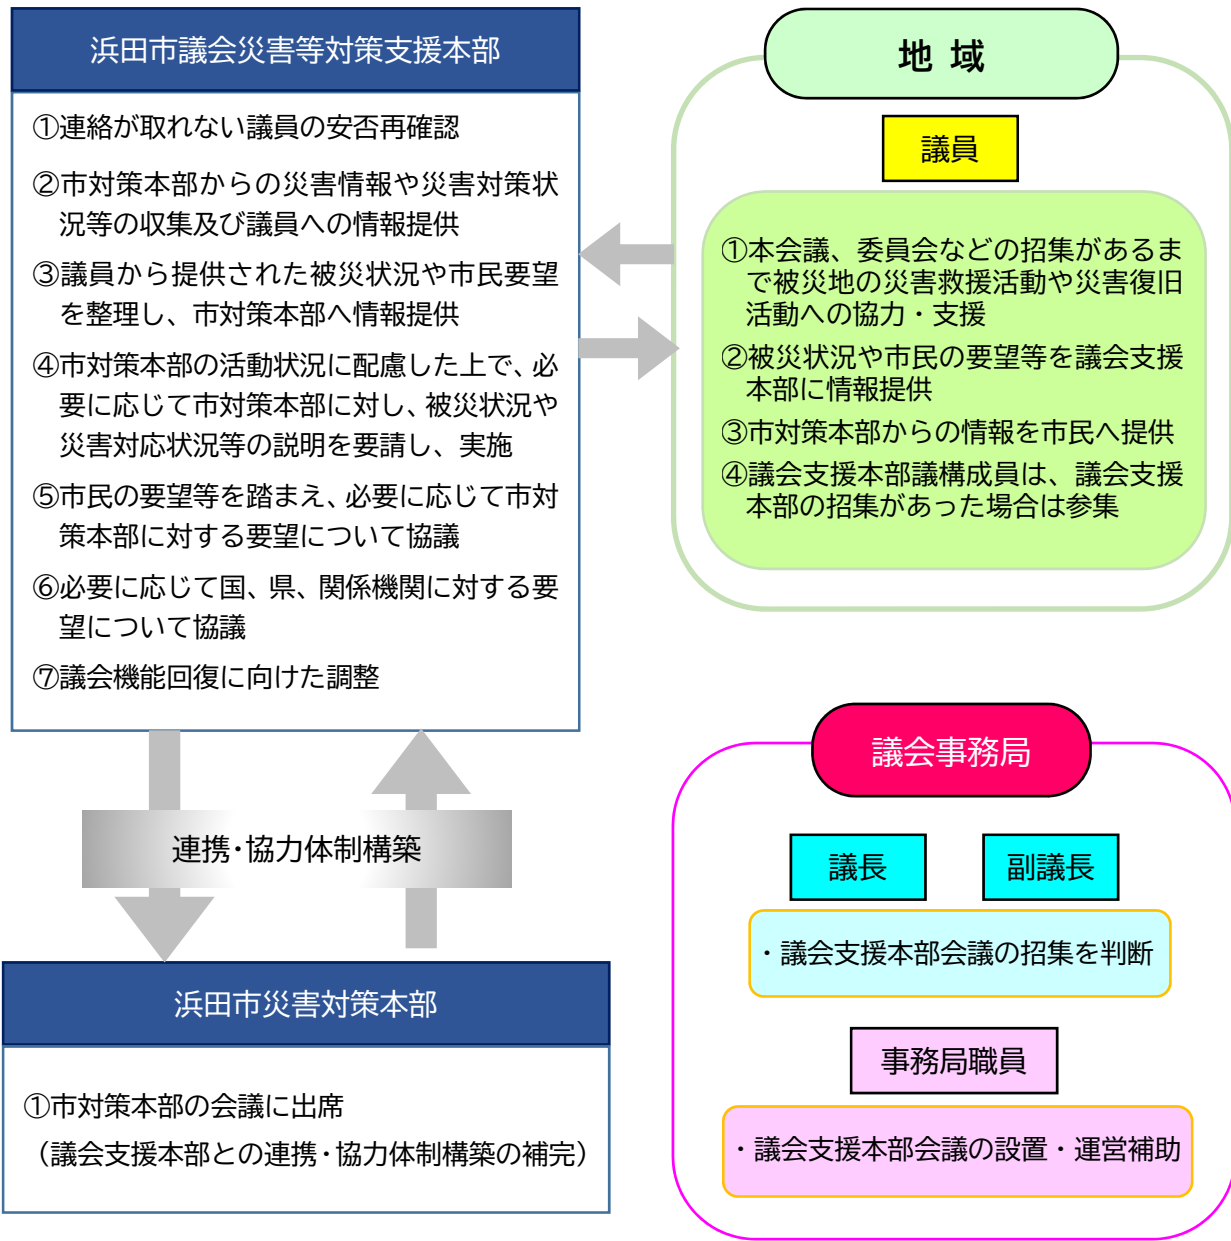 浜田市議会災害等対策支援本部
①連絡が取れない議員の安否再確認
②市対策本部からの災害情報や災害対策状
況等の収集及び議員への情報提供
③議員から提供された被災状況や市民要望
を整理し、市対策本部へ情報提供
④市対策本部の活動状況に配慮した上で、必
要に応じて市対策本部に対し、被災状況や
災害対応状況等の説明を要請し、実施
⑤市民の要望等を踏まえ、必要に応じて市対
策本部に対する要望について協議
⑥必要に応じて国、県、関係機関に対する要
望について協議
⑦議会機能回復に向けた調整
連携・協力体制構築
浜田市災害対策本部
①市対策本部の会議に出席
（議会支援本部との連携・協力体制構築の補完）
地 域
議員
①本会議、委員会などの招集があるま
で被災地の災害救援活動や災害復旧
活動への協力・支援
②被災状況や市民の要望等を議会支援
本部に情報提供
③市対策本部からの情報を市民へ提供
④議会支援本部議構成員は、議会支援
本部の招集があった場合は参集
議会事務局
議長
副議長
・議会支援本部会議の招集を判断
事務局職員
・議会支援本部会議の設置・運営補助